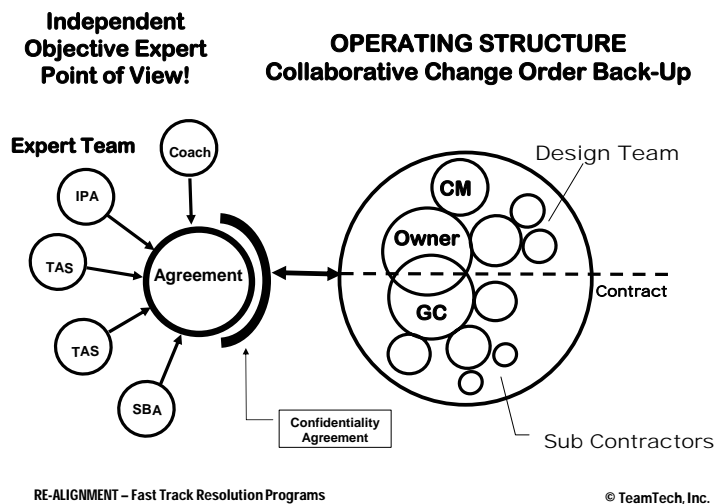 Independent
Objective Expert
Point of View!
OPERATING STRUCTURE
Collaborative Change Order Back-Up
Expert Team
Coach
IPA
TAS
TAS
SBA
Agreement
Confidentiality
Agreement
Design Team
CM
Owner
GC
Contract
Sub Contractors
RE-ALIGNMENT – Fast Track Resolution Programs
© TeamTech, Inc.